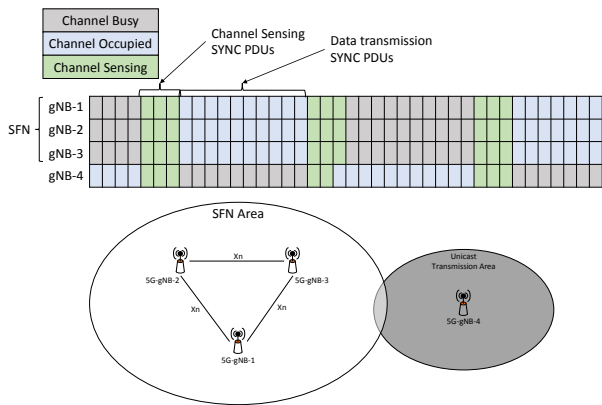 Channel Busy
Channel Occupied
Channel Sensing
Channel Sensing
SYNC PDUs
Data transmission
SYNC PDUs
SFN
gNB-1
gNB-2
gNB-3
gNB-4
SFN Area
Xn
5G-gNB-2
5G-gNB-3
Xn
Xn
5G-gNB-1
Unicast
Transmission Area
5G-gNB-4